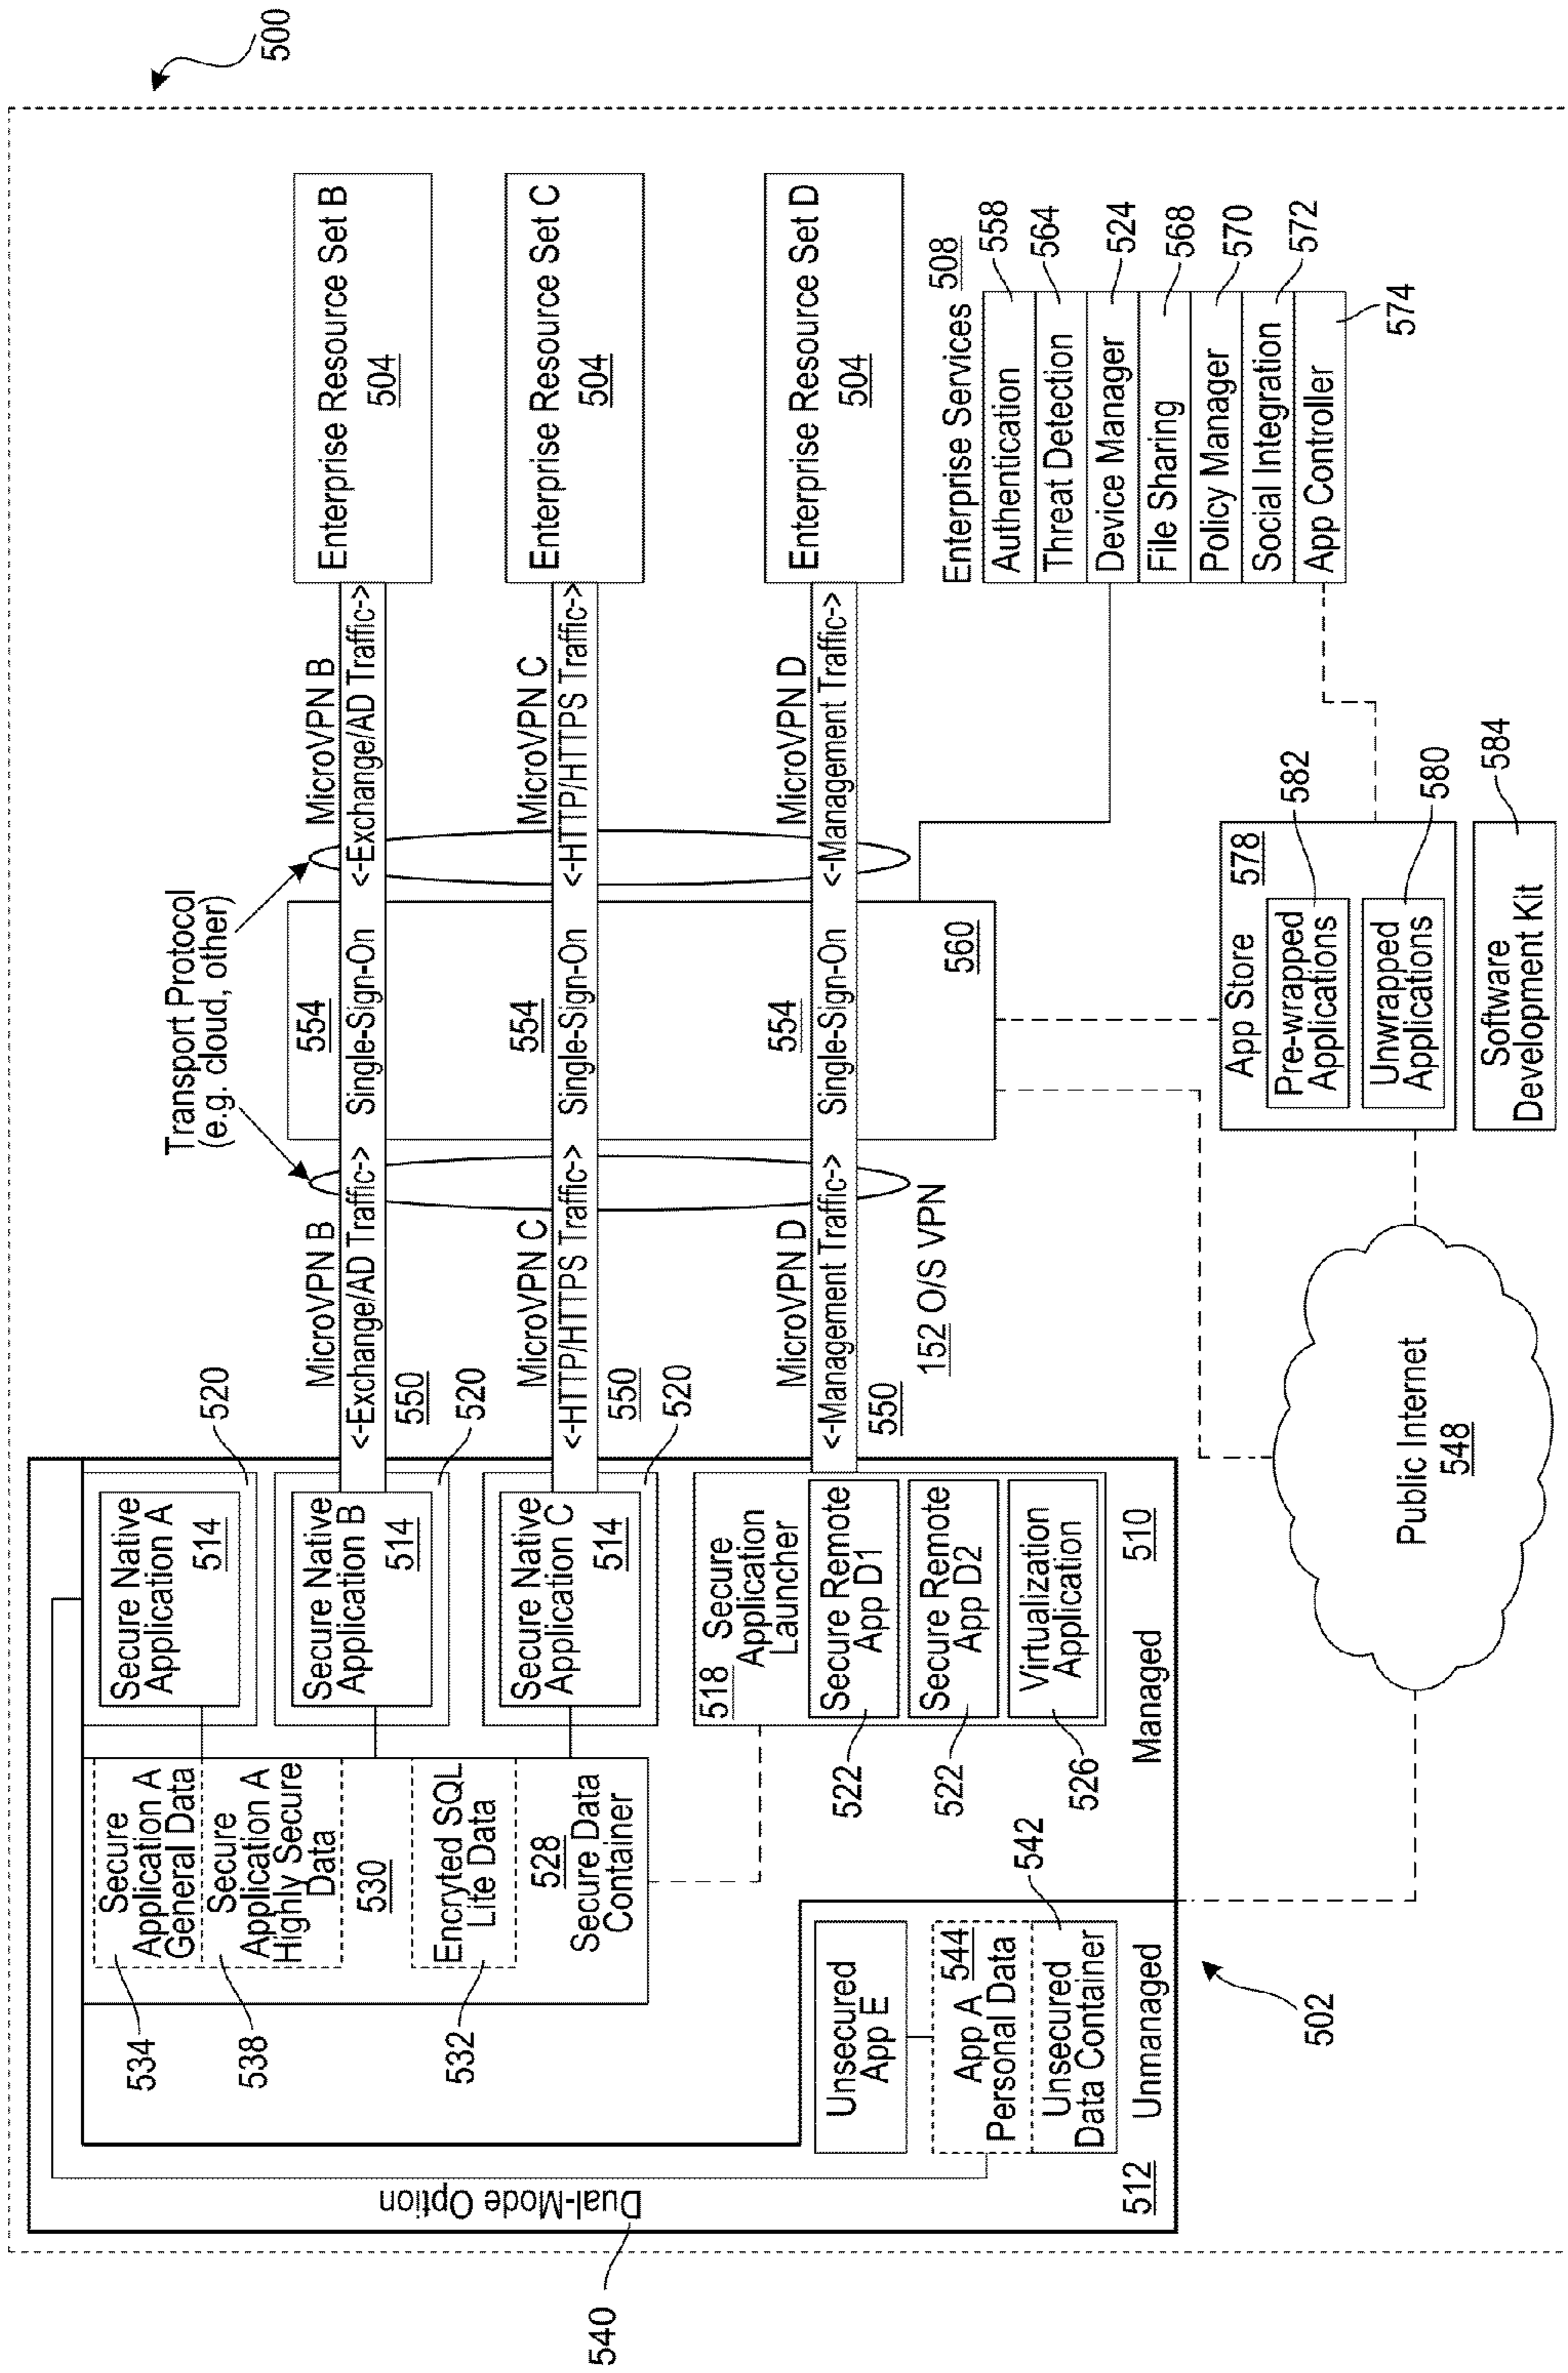 500
540
Dual-Mode Option
534
538
532
Secure
Application A
General Data
Secure
Application A
Highly Secure
Data
530
Encryted SQL
Lite Data
528
Secure Data
Container
Secure Native
Application A
514
520
Secure Native
Application B
514
520
Secure Native
Application C
514
520
518 Secure
Application
Launcher
Secure Remote
App D1
522
Secure Remote
App D2
522
Virtualization
Application
526
Managed
510
Unsecured
App E
544
App A
Personal Data
542
Unsecured
Data Container
Unmanaged
512
502
Transport Protocol
(e.g. cloud, other)
MicroVPN B
<-Exchange/AD Traffic->
550
554
Single-Sign-On
MicroVPN B
<-Exchange/AD Traffic->
Enterprise Resource Set B
504
MicroVPN C
<-HTTP/HTTPS Traffic->
550
554
Single-Sign-On
MicroVPN C
<-HTTP/HTTPS Traffic->
Enterprise Resource Set C
504
MicroVPN D
<-Management Traffic->
550
152 O/S VPN
554
Single-Sign-On
560
MicroVPN D
<-Management Traffic->
Enterprise Resource Set D
504
Enterprise Services 508
Authentication 558
Threat Detection 564
Device Manager 524
File Sharing 568
Policy Manager 570
Social Integration 572
App Controller
574
Public Internet
548
App Store 578
Pre-wrapped
Applications
582
Unwrapped
Applications
580
Software
Development Kit
584